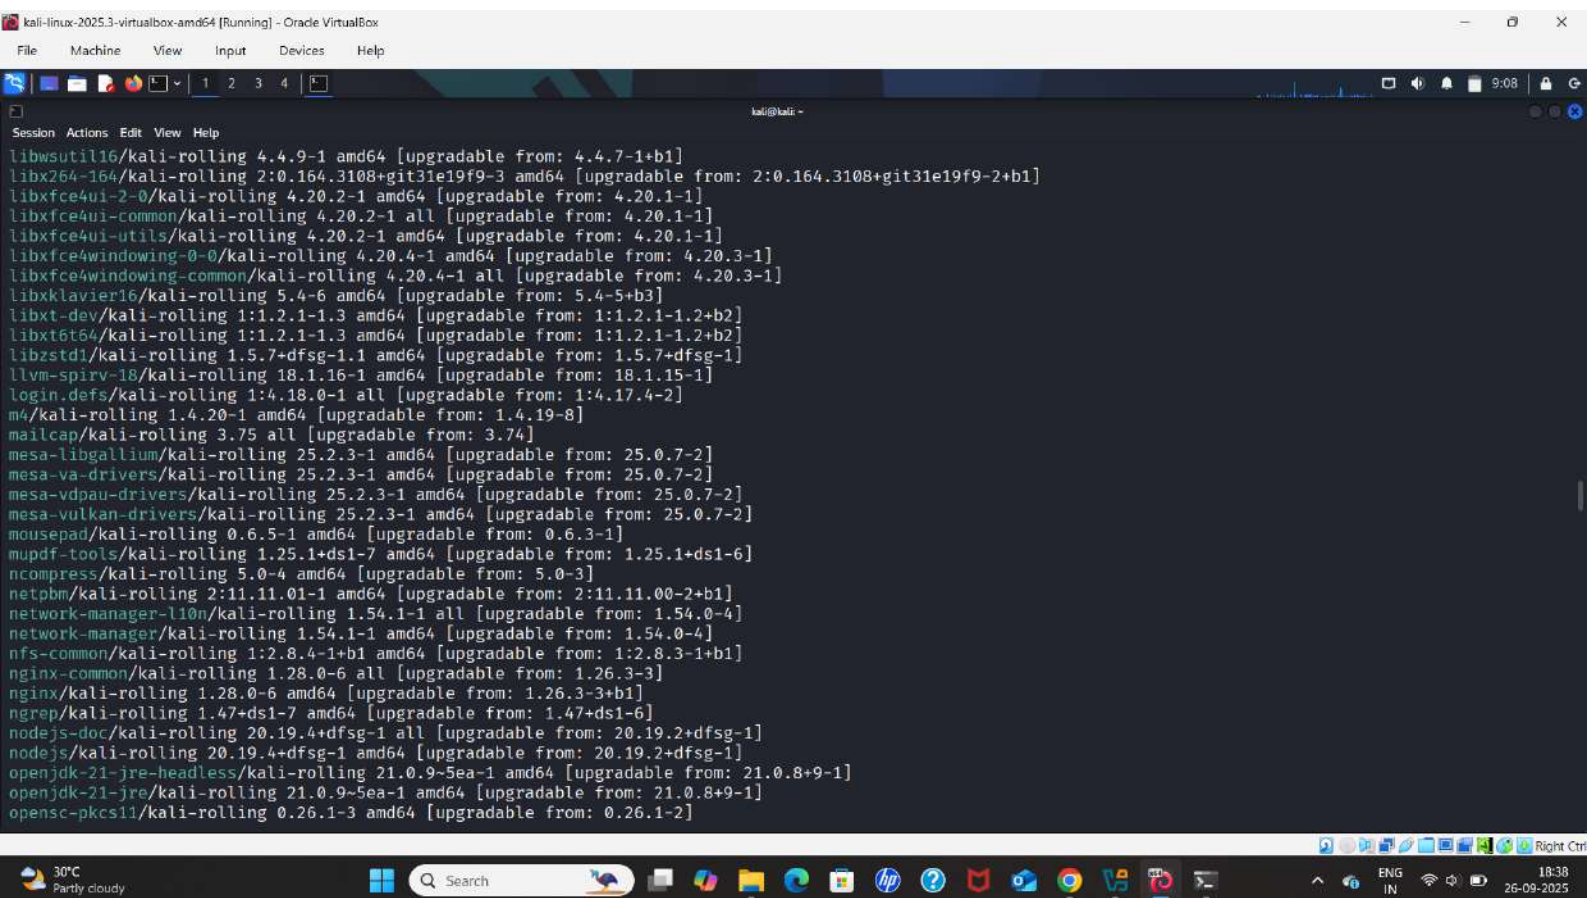 kali-linux-2025.3-virtualbox-amd64 [Running] - Oracle VirtualBox
File Machine View Input Devices Help
1 2 3 4 9:08
kali@kali: ~
Session Actions Edit View Help
libwsutil16/kali-rolling 4.4.9-1 amd64 [upgradable from: 4.4.7-1+b1]
libx264-164/kali-rolling 2:0.164.3108+git31e19f9-3 amd64 [upgradable from: 2:0.164.3108+git31e19f9-2+b1]
libxfce4ui-2-0/kali-rolling 4.20.2-1 amd64 [upgradable from: 4.20.1-1]
libxfce4ui-common/kali-rolling 4.20.2-1 all [upgradable from: 4.20.1-1]
libxfce4ui-utils/kali-rolling 4.20.2-1 amd64 [upgradable from: 4.20.1-1]
libxfce4windowing-0-0/kali-rolling 4.20.4-1 amd64 [upgradable from: 4.20.3-1]
libxfce4windowing-common/kali-rolling 4.20.4-1 all [upgradable from: 4.20.3-1]
libxklavier16/kali-rolling 5.4-6 amd64 [upgradable from: 5.4-5+b3]
libxt-dev/kali-rolling 1:1.2.1-1.3 amd64 [upgradable from: 1:1.2.1-1.2+b2]
libxt6t64/kali-rolling 1:1.2.1-1.3 amd64 [upgradable from: 1:1.2.1-1.2+b2]
libzstd1/kali-rolling 1.5.7+dfsg-1.1 amd64 [upgradable from: 1.5.7+dfsg-1]
llvm-spirv-18/kali-rolling 18.1.16-1 amd64 [upgradable from: 18.1.15-1]
login.defs/kali-rolling 1:4.18.0-1 all [upgradable from: 1:4.17.4-2]
m4/kali-rolling 1.4.20-1 amd64 [upgradable from: 1.4.19-8]
mailcap/kali-rolling 3.75 all [upgradable from: 3.74]
mesa-libgallium/kali-rolling 25.2.3-1 amd64 [upgradable from: 25.0.7-2]
mesa-va-drivers/kali-rolling 25.2.3-1 amd64 [upgradable from: 25.0.7-2]
mesa-vdpau-drivers/kali-rolling 25.2.3-1 amd64 [upgradable from: 25.0.7-2]
mesa-vulkan-drivers/kali-rolling 25.2.3-1 amd64 [upgradable from: 25.0.7-2]
mousepad/kali-rolling 0.6.5-1 amd64 [upgradable from: 0.6.3-1]
mupdf-tools/kali-rolling 1.25.1+ds1-7 amd64 [upgradable from: 1.25.1+ds1-6]
ncompress/kali-rolling 5.0-4 amd64 [upgradable from: 5.0-3]
netpbm/kali-rolling 2:11.11.01-1 amd64 [upgradable from: 2:11.11.00-2+b1]
network-manager-l10n/kali-rolling 1.54.1-1 all [upgradable from: 1.54.0-4]
network-manager/kali-rolling 1.54.1-1 amd64 [upgradable from: 1.54.0-4]
nfs-common/kali-rolling 1:2.8.4-1+b1 amd64 [upgradable from: 1:2.8.3-1+b1]
nginx-common/kali-rolling 1.28.0-6 all [upgradable from: 1.26.3-3]
nginx/kali-rolling 1.28.0-6 amd64 [upgradable from: 1.26.3-3+b1]
ngrep/kali-rolling 1.47+ds1-7 amd64 [upgradable from: 1.47+ds1-6]
nodejs-doc/kali-rolling 20.19.4+dfsg-1 all [upgradable from: 20.19.2+dfsg-1]
nodejs/kali-rolling 20.19.4+dfsg-1 amd64 [upgradable from: 20.19.2+dfsg-1]
openjdk-21-jre-headless/kali-rolling 21.0.9~5ea-1 amd64 [upgradable from: 21.0.8+9-1]
openjdk-21-jre/kali-rolling 21.0.9~5ea-1 amd64 [upgradable from: 21.0.8+9-1]
opensc-pkcs11/kali-rolling 0.26.1-3 amd64 [upgradable from: 0.26.1-2]
Right Ctrl
30°C
Partly cloudy
Search
hp
ENG
IN
18:38
26-09-2025